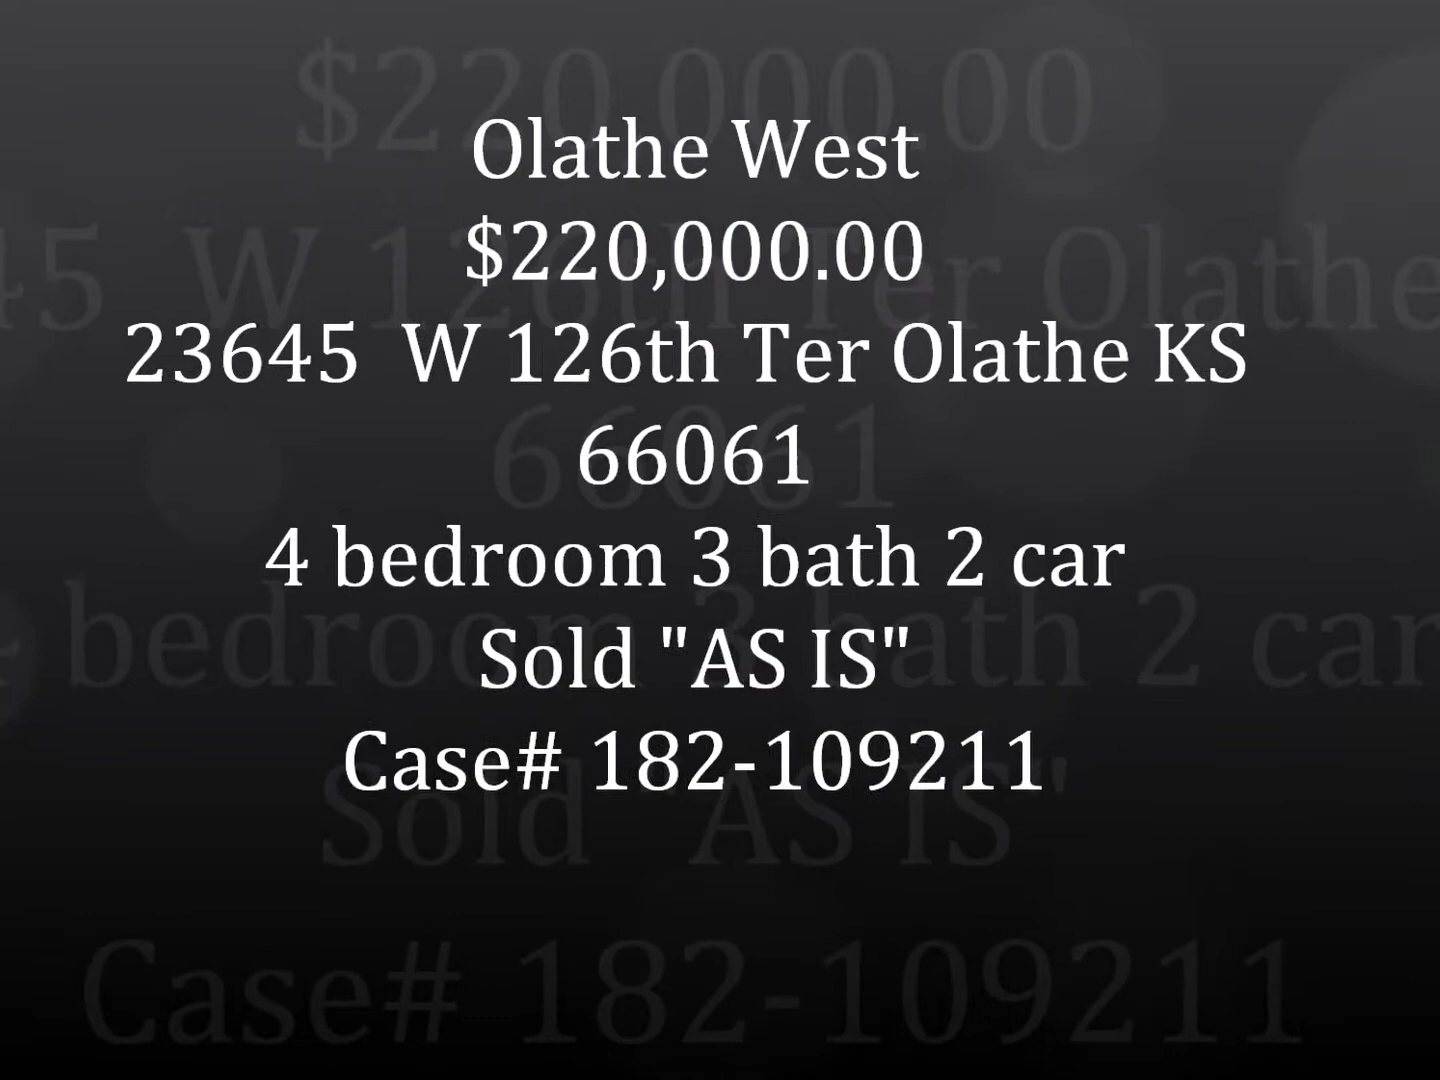 Olathe West
$220,000.00
23645  W 126th Ter Olathe KS
66061
4 bedroom 3 bath 2 car
Sold "AS IS"
Case# 182-109211